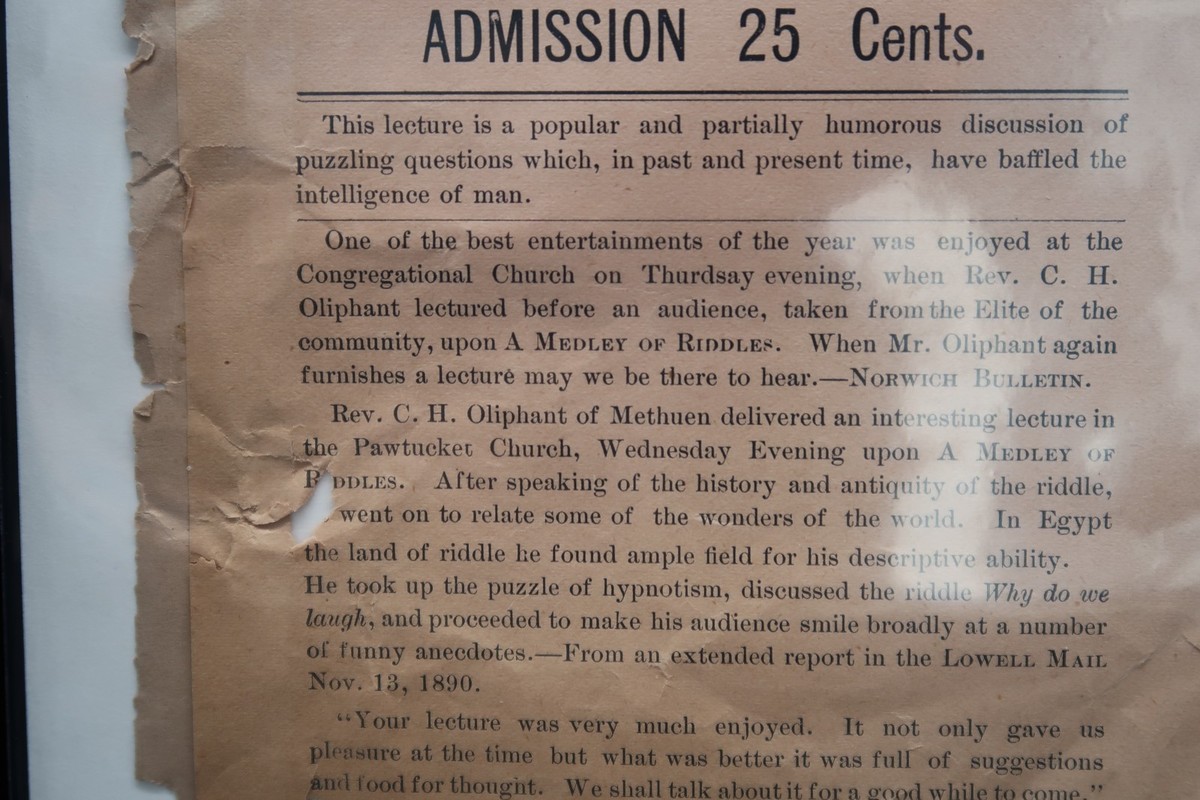 ADMISSION 25 Cents.
This lecture is a popular and partially humorous discussion of
puzzling questions which, in past and present time, have baffled the
intelligence of man.
One of the best entertainments of the year was enjoyed at the
Congregational Church on Thurdsay evening, when Rev. C. H.
Oliphant lectured before an audience, taken from the Elite of the
community, upon A MEDLEY OF RIDDLES. When Mr. Oliphant again
furnishes a lecture may we be there to hear.—NORWICH BULLETIN.
Rev. C. H. Oliphant of Methuen delivered an interesting lecture in
the Pawtucket Church, Wednesday Evening upon A MEDLEY OF
R DDLES. After speaking of the history and antiquity of the riddle,
went on to relate some of the wonders of the world. In Egypt
the land of riddle he found ample field for his descriptive ability.
He took up the puzzle of hypnotism, discussed the riddle Why do we
laugh, and proceeded to make his audience smile broadly at a number
of funny anecdotes.—From an extended report in the LOWELL MAIL
Nov. 13, 1890.
“Your lecture was very much enjoyed. It not only gave us
pleasure at the time but what was better it was full of suggestions
and food for thought. We shall talk about it for a good while to come.”